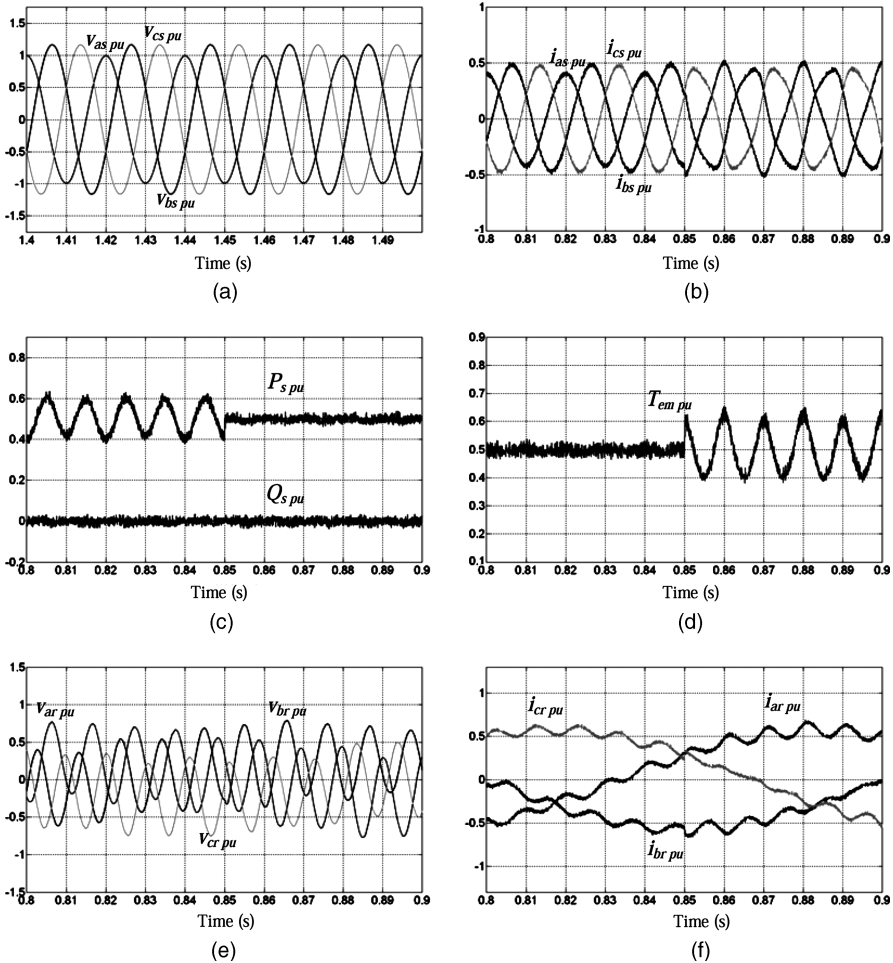 1.5
1
0.5
0
-0.5
-1
-1.5
v_as pu
v_cs pu
v_bs pu
1.4 1.41 1.42 1.43 1.44 1.45 1.46 1.47 1.48 1.49
Time (s)
(a)
1
0.5
0
-0.5
-1
i_as pu
i_cs pu
i_bs pu
0.8 0.81 0.82 0.83 0.84 0.85 0.86 0.87 0.88 0.89 0.9
Time (s)
(b)
0.8
0.6
0.4
0.2
0
-0.2
P_s pu
Q_s pu
0.8 0.81 0.82 0.83 0.84 0.85 0.86 0.87 0.88 0.89 0.9
Time (s)
(c)
0.9
0.8
0.7
0.6
0.5
0.4
0.3
0.2
0.1
T_em pu
0.8 0.81 0.82 0.83 0.84 0.85 0.86 0.87 0.88 0.89 0.9
Time (s)
(d)
1.5
1
0.5
0
-0.5
-1
-1.5
v_ar pu
v_br pu
v_cr pu
0.8 0.81 0.82 0.83 0.84 0.85 0.86 0.87 0.88 0.89 0.9
Time (s)
(e)
1
0.5
0
-0.5
-1
i_cr pu
i_ar pu
i_br pu
0.8 0.81 0.82 0.83 0.84 0.85 0.86 0.87 0.88 0.89 0.9
Time (s)
(f)